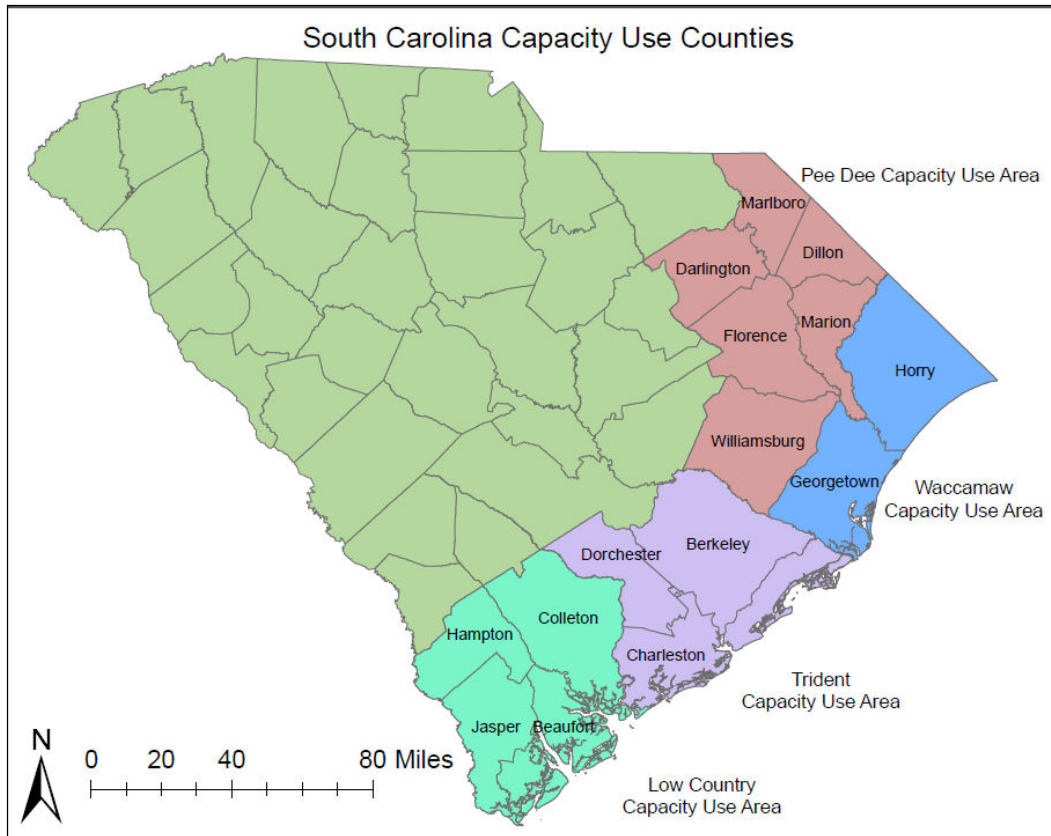 South Carolina Capacity Use Counties
Pee Dee Capacity Use Area
Marlboro
Dillon
Darlington
Marion
Florence
Horry
Williamsburg
Georgetown
Waccamaw
Capacity Use Area
Berkeley
Dorchester
Colleton
Hampton
Charleston
Trident
Capacity Use Area
Jasper
Beaufort
N
0 20 40 80 Miles
Low Country
Capacity Use Area